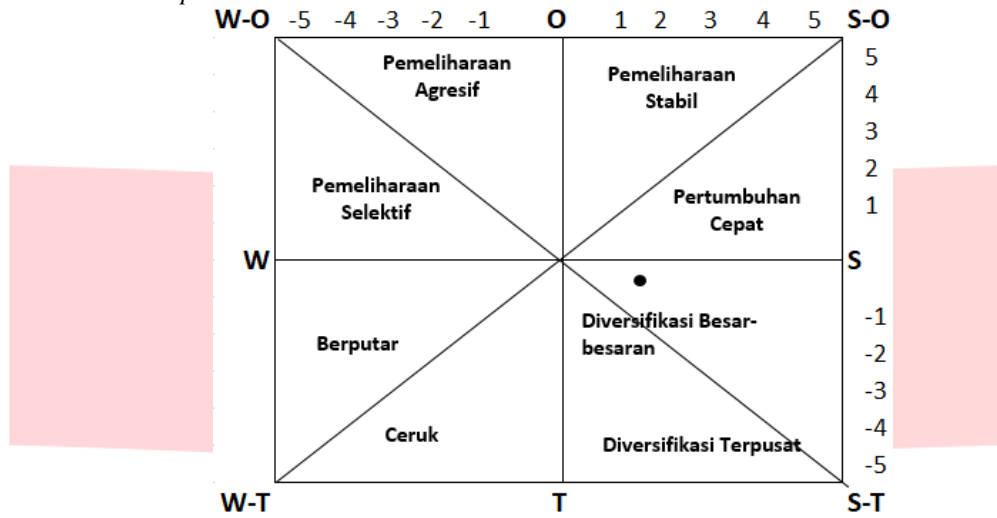 W-O -5 -4 -3 -2 -1 O 1 2 3 4 5 S-O
5
Pemeliharaan
Agresif
Pemeliharaan
Stabil
4
3
2
Pemeliharaan
Selektif
Pertumbuhan
Cepat
1
W
S
Diversifikasi Besar-
besaran
-1
Berputar
-2
-3
Ceruk
Diversifikasi Terpusat
-4
-5
W-T T S-T